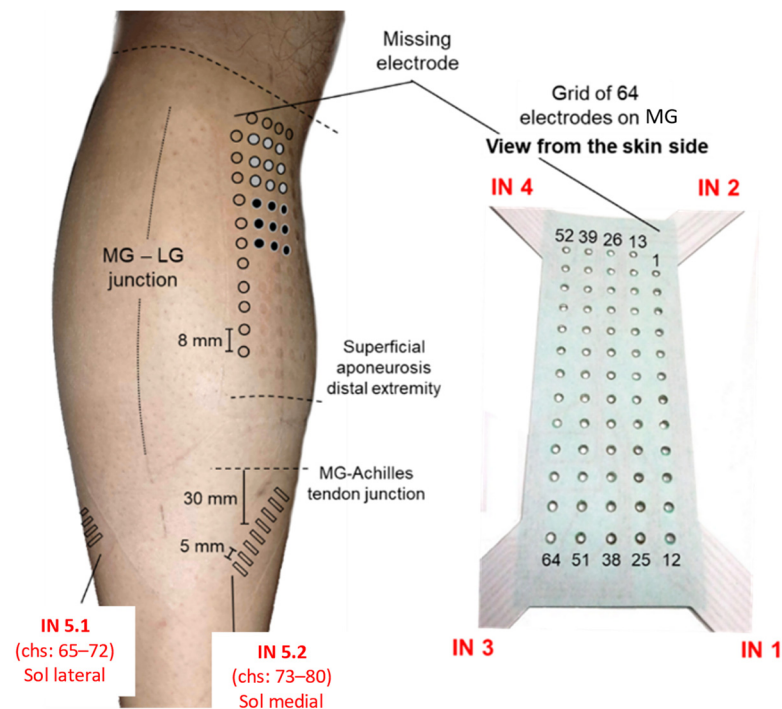 Missing
electrode
Grid of 64
electrodes on MG
View from the skin side
IN 4
IN 2
52 39 26 13
1
MG – LG
junction
8 mm
Superficial
aponeurosis
distal extremity
MG-Achilles
tendon junction
30 mm
5 mm
64 51 38 25 12
IN 3
IN 1
IN 5.1
(chs: 65–72)
Sol lateral
IN 5.2
(chs: 73–80)
Sol medial